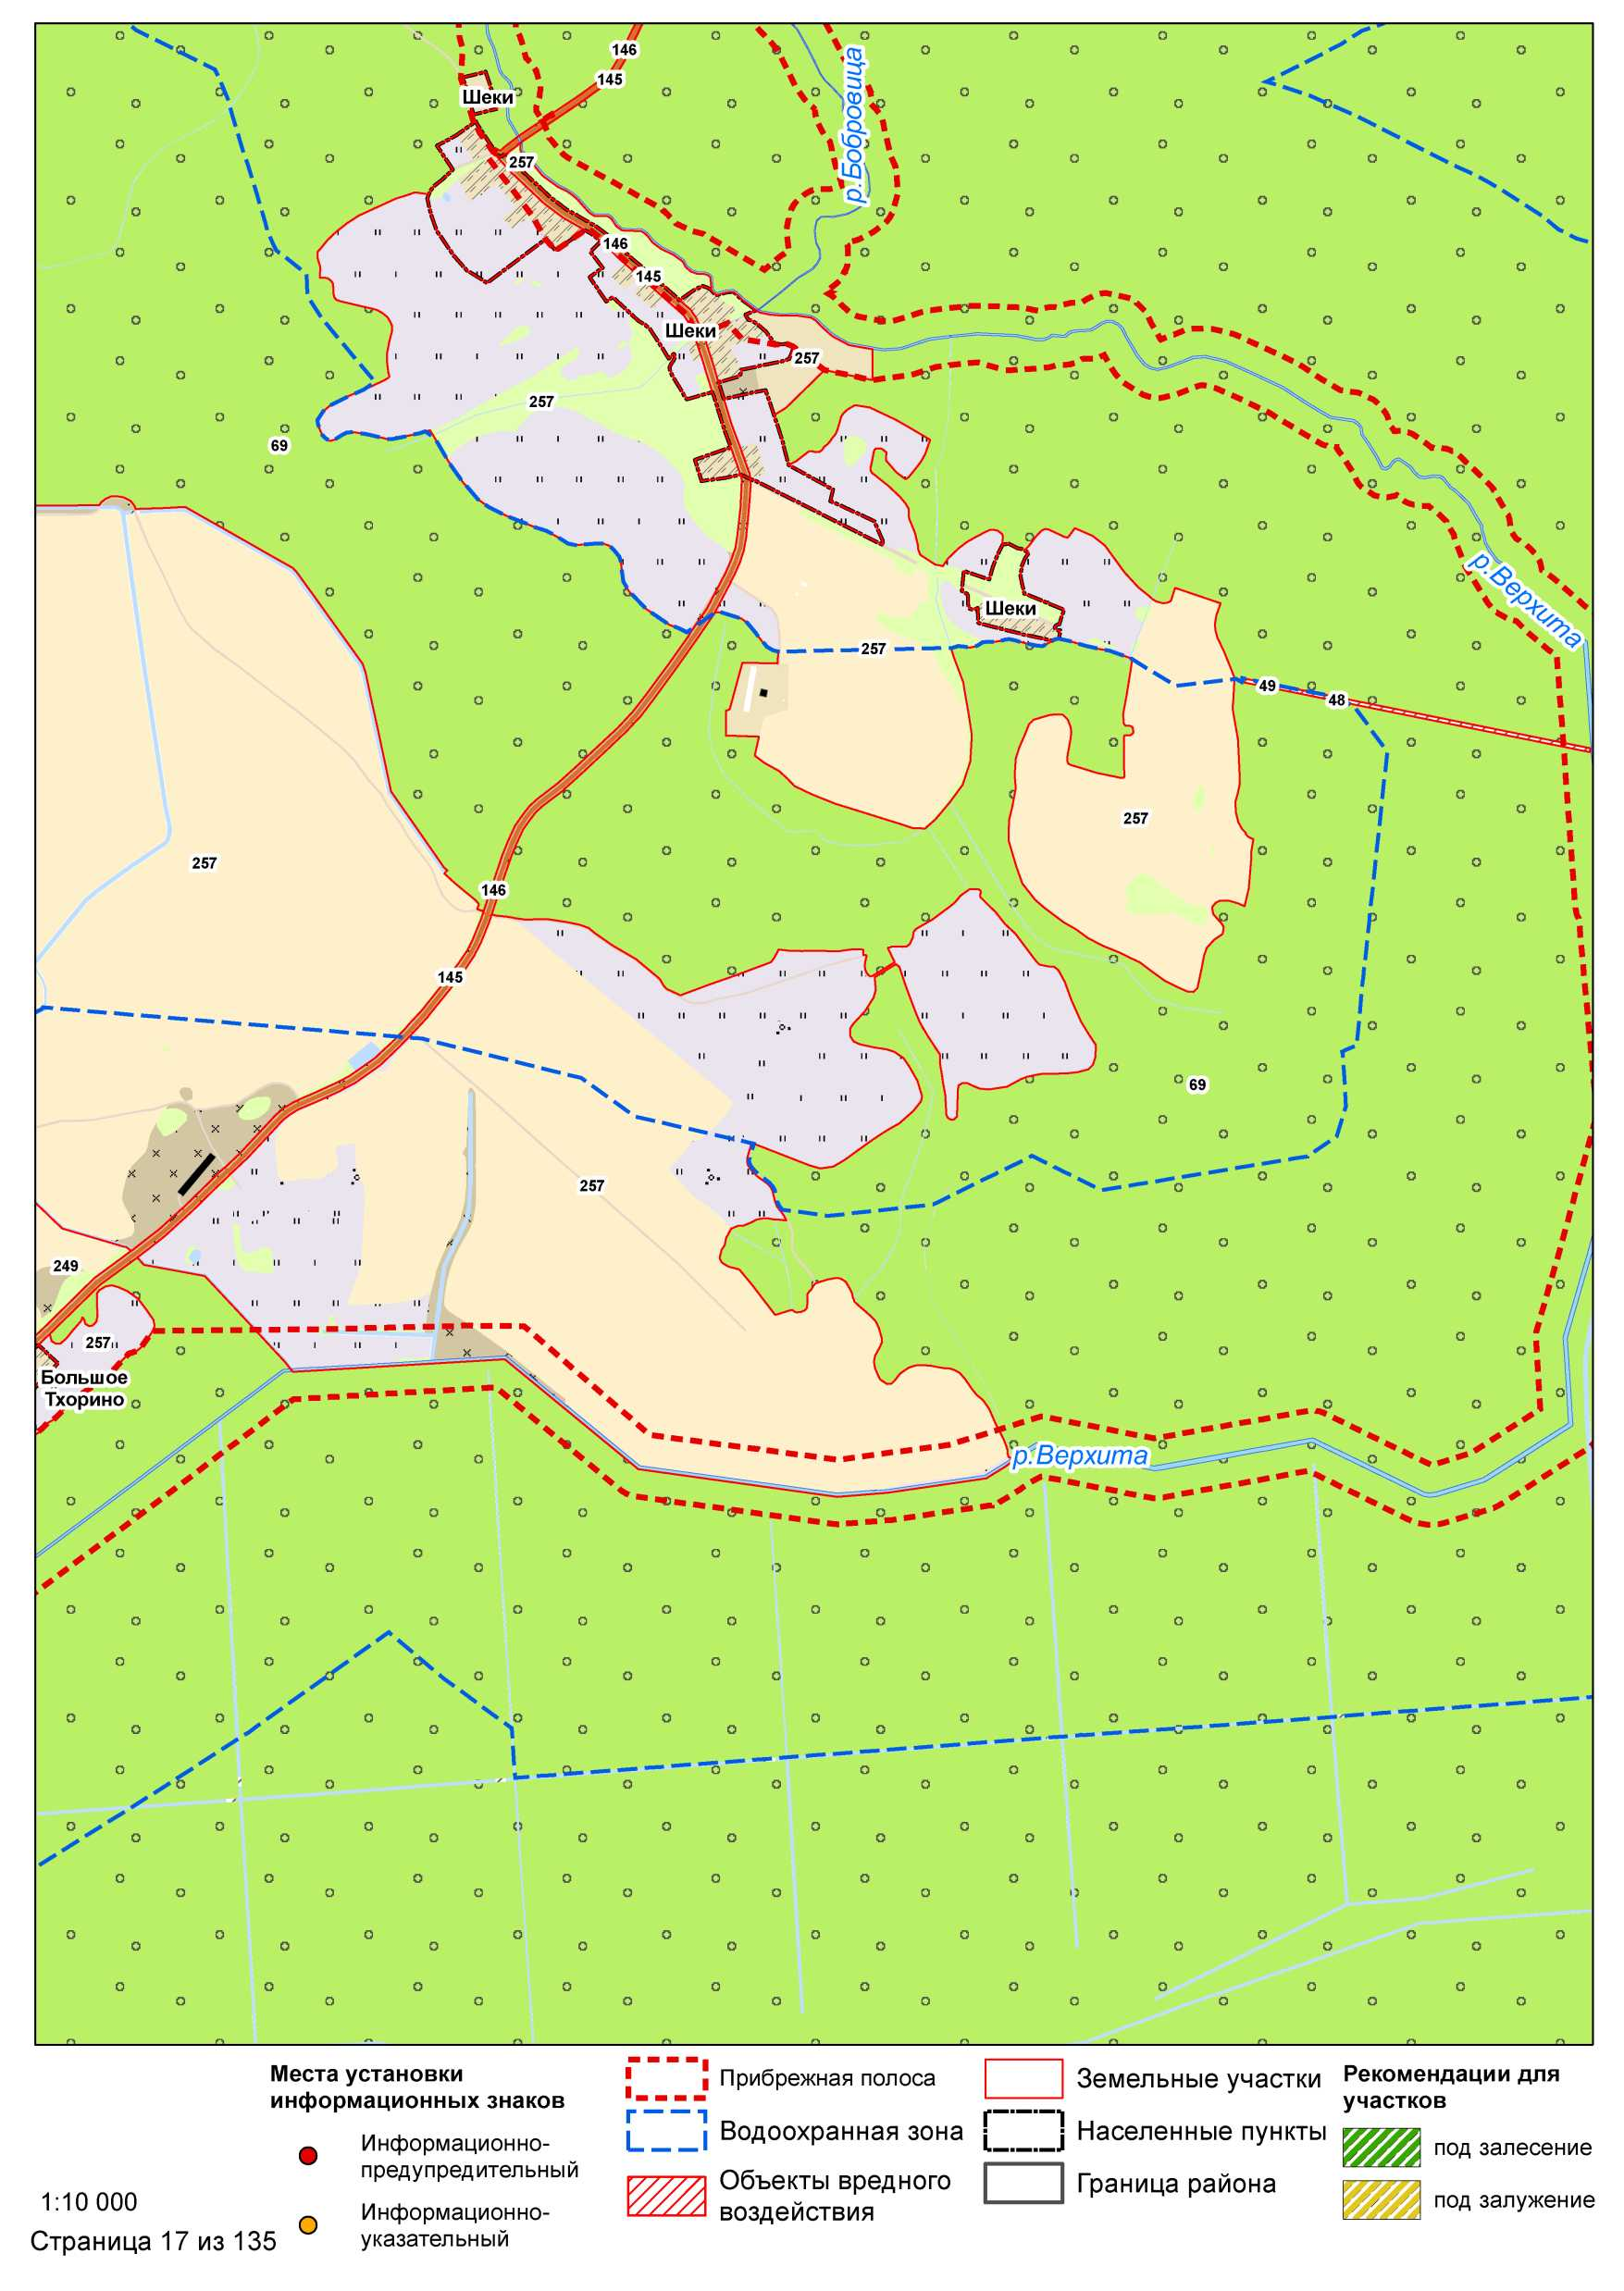 146
145
Шеки
р.Бобровица
257
146
145
Шеки
257
257
69
р.Верхита
Шеки
257
49
48
257
257
146
145
69
257
249
257
Большое
Тхорино
р.Верхита
Места установки
информационных знаков
Информационно-
предупредительный
Информационно-
указательный
Прибрежная полоса
Водоохранная зона
Объекты вредного
воздействия
Земельные участки
Населенные пункты
Граница района
Рекомендации для
участков
под залесение
под залужение
1:10 000
Страница 17 из 135